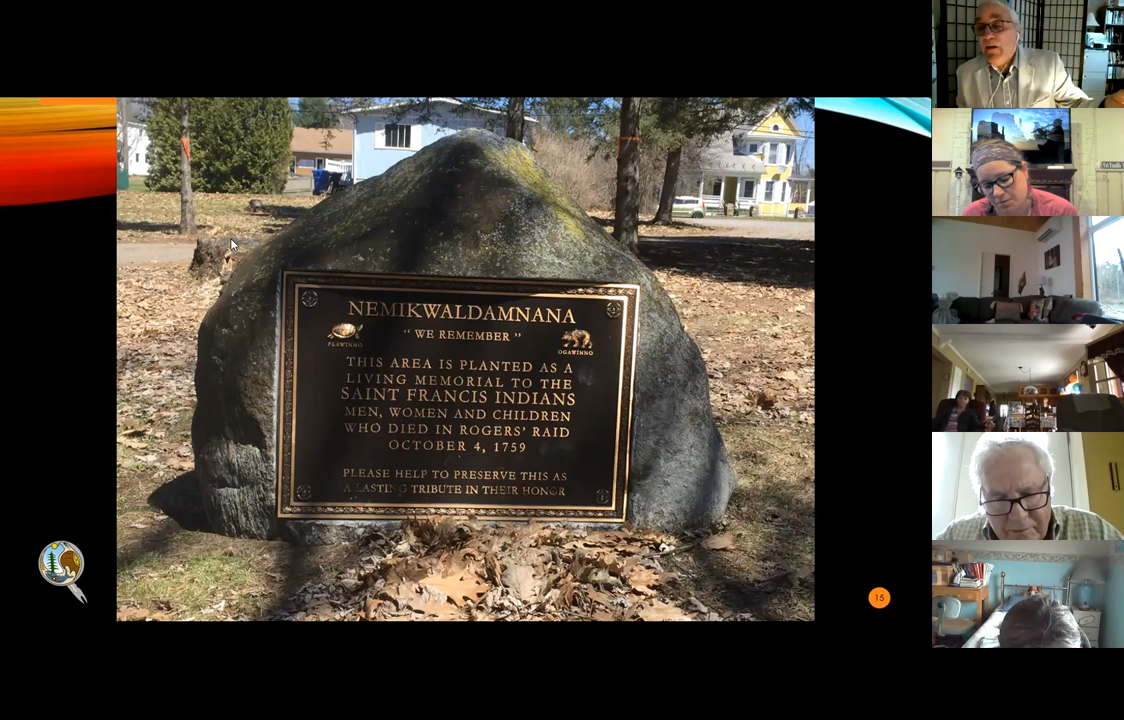 NEMIKWALDAMNANA
"WE REMEMBER"
PLAWINNO
OGAWINNO
THIS AREA IS PLANTED AS A
LIVING MEMORIAL TO THE
SAINT FRANCIS INDIANS
MEN, WOMEN AND CHILDREN
WHO DIED IN ROGERS' RAID
OCTOBER 4, 1759
PLEASE HELP TO PRESERVE THIS AS
A LASTING TRIBUTE IN THEIR HONOR
15